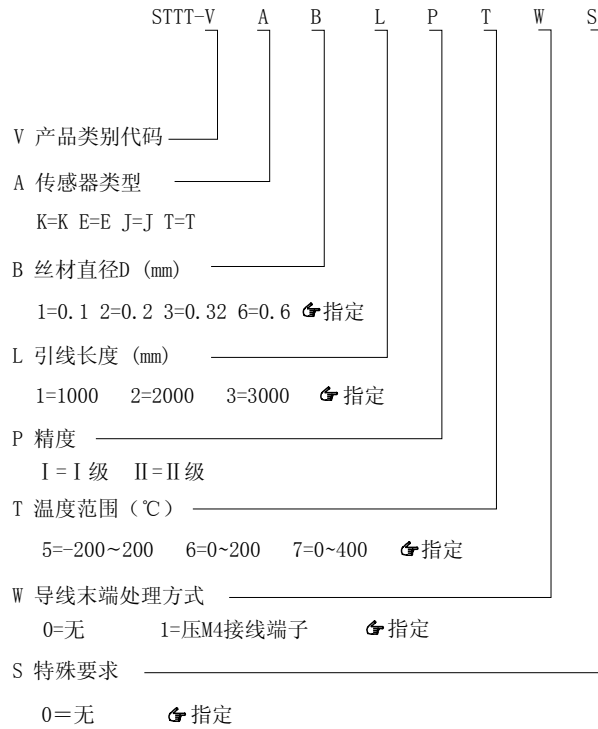 STTT-V A B L P T W S
V 产品类别代码
A 传感器类型
K=K E=E J=J T=T
B 丝材直径D (mm)
1=0.1 2=0.2 3=0.32 6=0.6 ☞指定
L 引线长度 (mm)
1=1000 2=2000 3=3000 ☞指定
P 精度
Ⅰ=Ⅰ级 Ⅱ=Ⅱ级
T 温度范围（℃）
5=-200~200 6=0~200 7=0~400 ☞指定
W 导线末端处理方式
0=无 1=压M4接线端子 ☞指定
S 特殊要求
0＝无 ☞指定